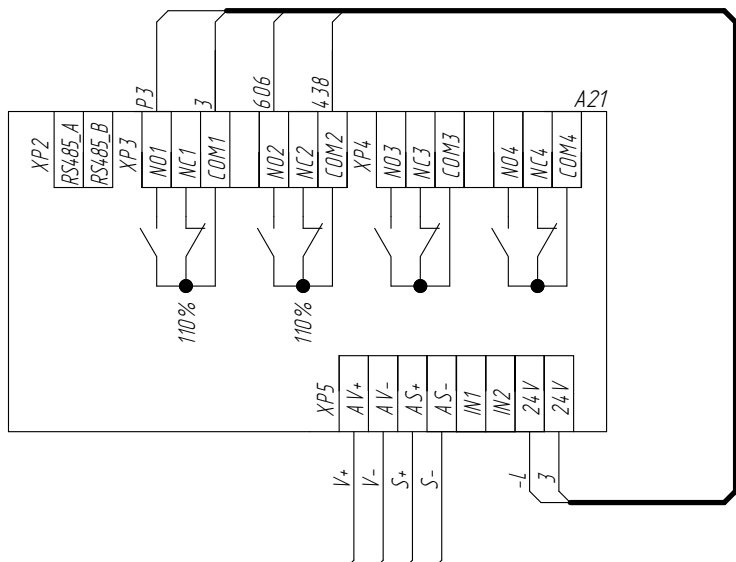 P3
3
606
438
A21
XP2
RS485_A
RS485_B
XP3
NO1
NC1
COM1
NO2
NC2
COM2
XP4
NO3
NC3
COM3
NO4
NC4
COM4
110%
110%
XP5
AV+
AV-
AS+
AS-
IN1
IN2
24V
24V
V+
V-
S+
S-
-L
3